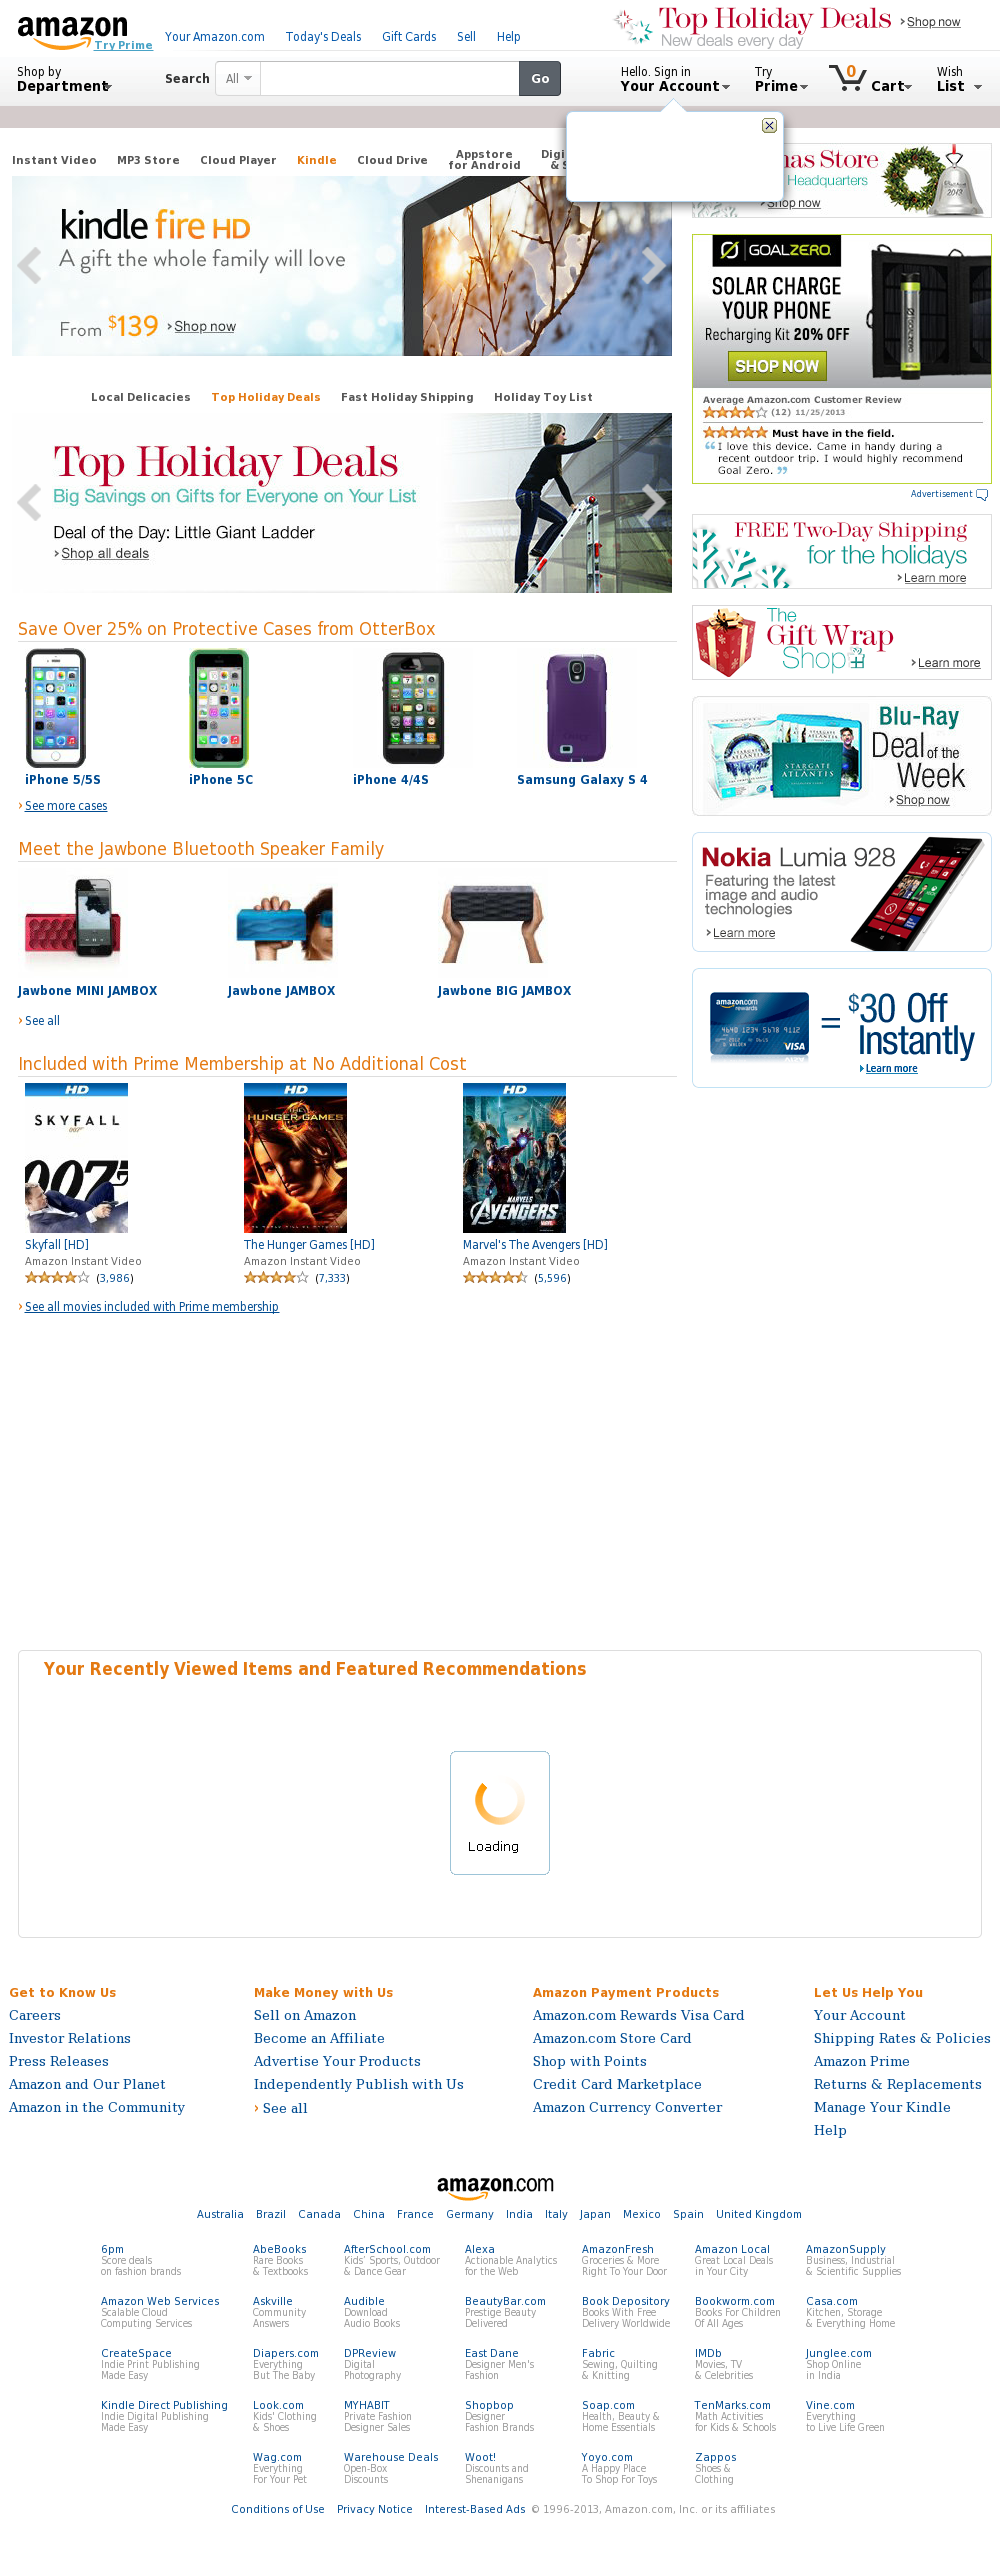 amazon
Try Prime
Your Amazon.com Today's Deals Gift Cards Sell Help
Top Holiday Deals
New deals every day
Shop now
Shop by
Department
Search All Go
Hello. Sign in
Your Account
Try
Prime
0 Cart
Wish
List
Instant Video MP3 Store Cloud Player Kindle Cloud Drive
Appstore
for Android
kindle fire HD
A gift the whole family will love
From $139 Shop now
Store
Headquarters
Shop now
GOALZERO.
SOLAR CHARGE
YOUR PHONE
Recharging Kit 20% OFF
SHOP NOW
Average Amazon.com Customer Review
(12) 11/25/2013
Must have in the field.
“I love this device. Came in handy during a
recent outdoor trip. I would highly recommend
Goal Zero. ”
Advertisement
Local Delicacies Top Holiday Deals Fast Holiday Shipping Holiday Toy List
Top Holiday Deals
Big Savings on Gifts for Everyone on Your List
Deal of the Day: Little Giant Ladder
Shop all deals
FREE Two-Day Shipping
for the holidays
Learn more
The
Gift Wrap
Shop
Learn more
Blu-Ray
Deal of the
Week
Shop now
STARGATE
ATLANTIS
Nokia Lumia 928
Featuring the latest
image and audio
technologies
Learn more
amazon.com
rewards
4640 1234 5678 9112
VISA
= $30 Off
Instantly
Learn more
Save Over 25% on Protective Cases from OtterBox
iPhone 5/5S iPhone 5C iPhone 4/4S Samsung Galaxy S 4
› See more cases
Meet the Jawbone Bluetooth Speaker Family
Jawbone MINI JAMBOX Jawbone JAMBOX Jawbone BIG JAMBOX
› See all
Included with Prime Membership at No Additional Cost
HD HD HD
SKYFALL
007
THE HUNGER GAMES
MARVEL'S
AVENGERS
Skyfall [HD] The Hunger Games [HD] Marvel's The Avengers [HD]
Amazon Instant Video Amazon Instant Video Amazon Instant Video
(3,986) (7,333) (5,596)
› See all movies included with Prime membership
Your Recently Viewed Items and Featured Recommendations
Loading
Get to Know Us
Careers
Investor Relations
Press Releases
Amazon and Our Planet
Amazon in the Community
Make Money with Us
Sell on Amazon
Become an Affiliate
Advertise Your Products
Independently Publish with Us
› See all
Amazon Payment Products
Amazon.com Rewards Visa Card
Amazon.com Store Card
Shop with Points
Credit Card Marketplace
Amazon Currency Converter
Let Us Help You
Your Account
Shipping Rates & Policies
Amazon Prime
Returns & Replacements
Manage Your Kindle
Help
amazon.com
Australia Brazil Canada China France Germany India Italy Japan Mexico Spain United Kingdom
6pm AbeBooks AfterSchool.com Alexa AmazonFresh Amazon Local AmazonSupply
Score deals Rare Books Kids' Sports, Outdoor Actionable Analytics Groceries & More Great Local Deals Business, Industrial
on fashion brands & Textbooks & Dance Gear for the Web Right To Your Door in Your City & Scientific Supplies
Amazon Web Services Askville Audible BeautyBar.com Book Depository Bookworm.com Casa.com
Scalable Cloud Community Download Prestige Beauty Books With Free Books For Children Kitchen, Storage
Computing Services Answers Audio Books Delivered Delivery Worldwide Of All Ages & Everything Home
CreateSpace Diapers.com DPReview East Dane Fabric IMDb Junglee.com
Indie Print Publishing Everything Digital Designer Men's Sewing, Quilting Movies, TV Shop Online
Made Easy But The Baby Photography Fashion & Knitting & Celebrities in India
Kindle Direct Publishing Look.com MYHABIT Shopbop Soap.com TenMarks.com Vine.com
Indie Digital Publishing Kids' Clothing Private Fashion Designer Health, Beauty & Math Activities Everything
Made Easy & Shoes Designer Sales Fashion Brands Home Essentials for Kids & Schools to Live Life Green
Wag.com Warehouse Deals Woot! Yoyo.com Zappos
Everything Open-Box Discounts and A Happy Place Shoes &
For Your Pet Discounts Shenanigans To Shop For Toys Clothing
Conditions of Use Privacy Notice Interest-Based Ads © 1996-2013, Amazon.com, Inc. or its affiliates